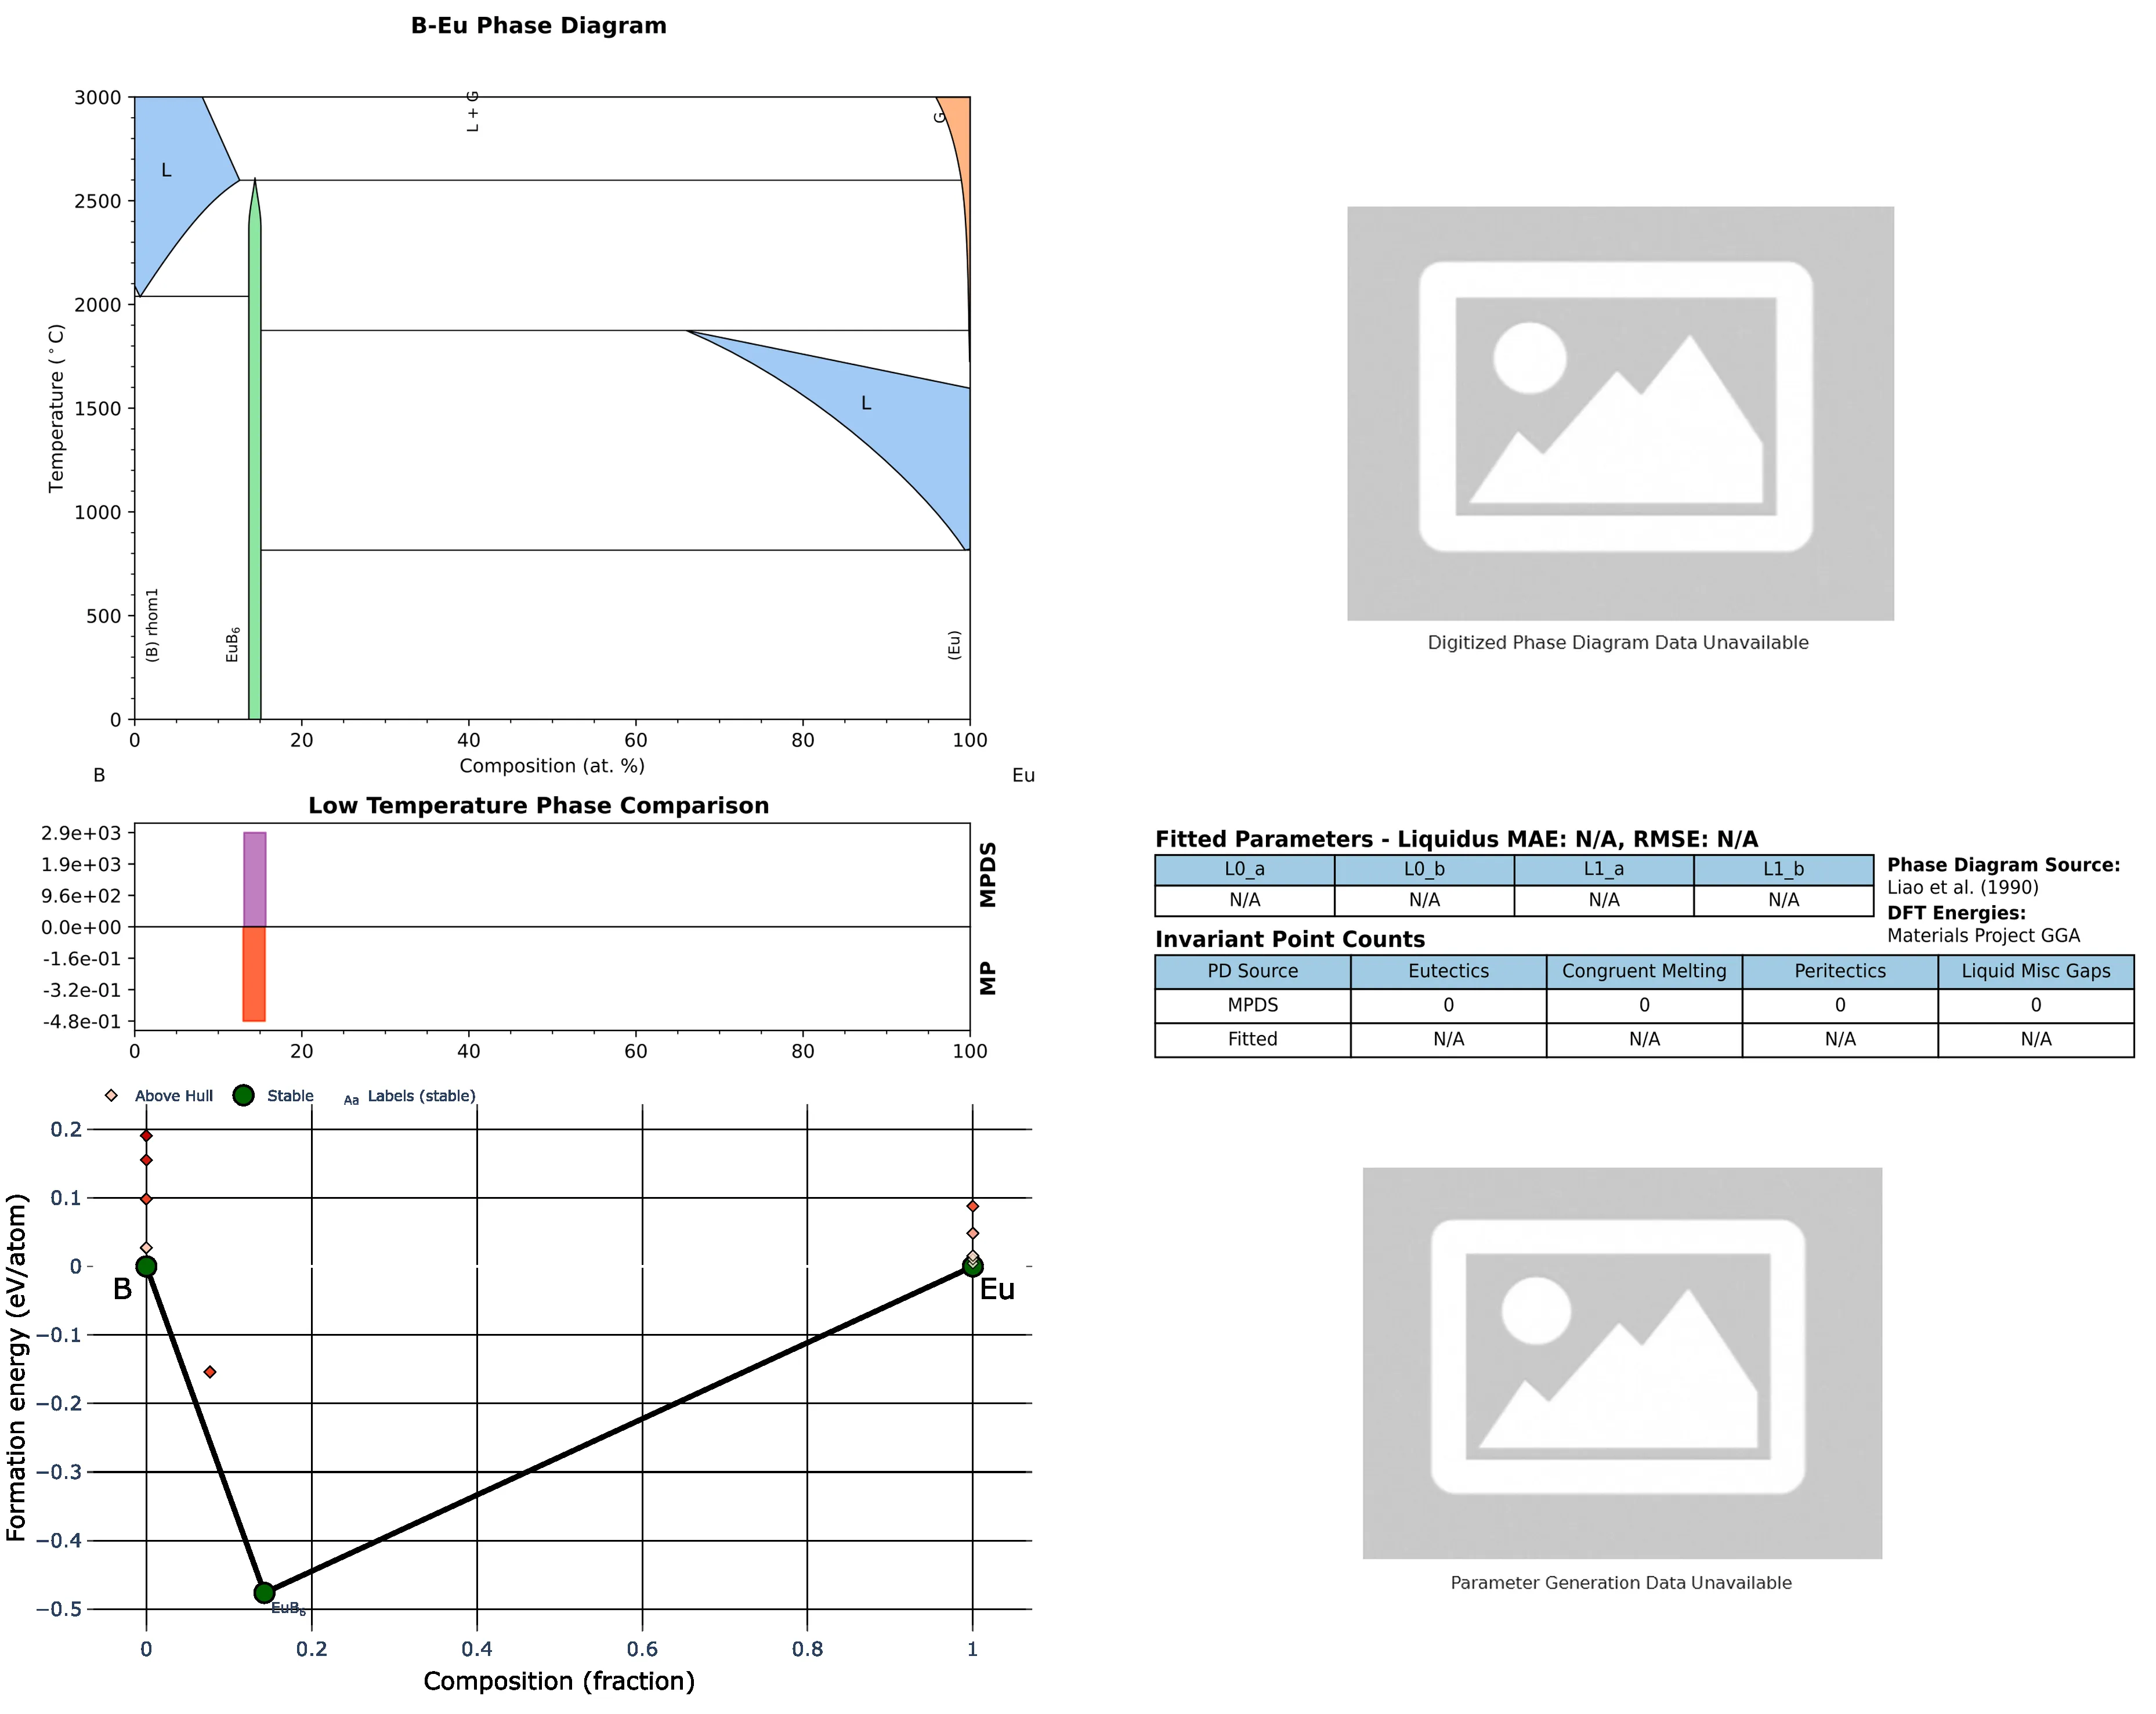 B-Eu Phase Diagram
3000
2500
2000
1500
1000
500
0
Temperature (°C)
L + G
G
L
L
(B) rhom1
EuB6
(Eu)
0 20 40 60 80 100
Composition (at. %)
B Eu
Digitized Phase Diagram Data Unavailable
Low Temperature Phase Comparison
2.9e+03
1.9e+03
9.6e+02
0.0e+00
-1.6e-01
-3.2e-01
-4.8e-01
MPDS
MP
0 20 40 60 80 100
Fitted Parameters - Liquidus MAE: N/A, RMSE: N/A
L0_a L0_b L1_a L1_b
N/A N/A N/A N/A
Phase Diagram Source:
Liao et al. (1990)
DFT Energies:
Materials Project GGA
Invariant Point Counts
PD Source Eutectics Congruent Melting Peritectics Liquid Misc Gaps
MPDS 0 0 0 0
Fitted N/A N/A N/A N/A
Above Hull Stable Aa Labels (stable)
0.2
0.1
0
−0.1
−0.2
−0.3
−0.4
−0.5
Formation energy (eV/atom)
B
Eu
EuB6
0 0.2 0.4 0.6 0.8 1
Composition (fraction)
Parameter Generation Data Unavailable